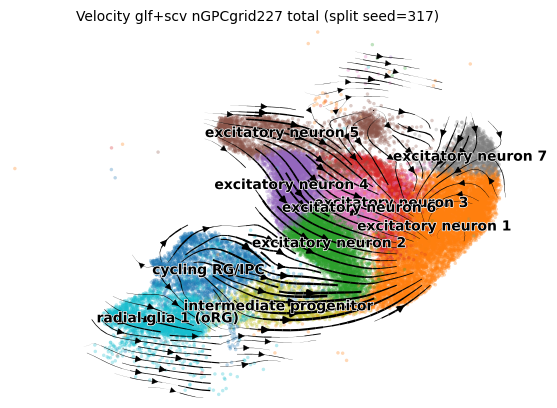 Velocity glf+scv nGPCgrid227 total (split seed=317)
excitatory neuron 5
excitatory neuron 7
excitatory neuron 4
excitatory neuron 3
excitatory neuron 6
excitatory neuron 1
excitatory neuron 2
cycling RG/IPC
intermediate progenitor
radial glia 1 (oRG)